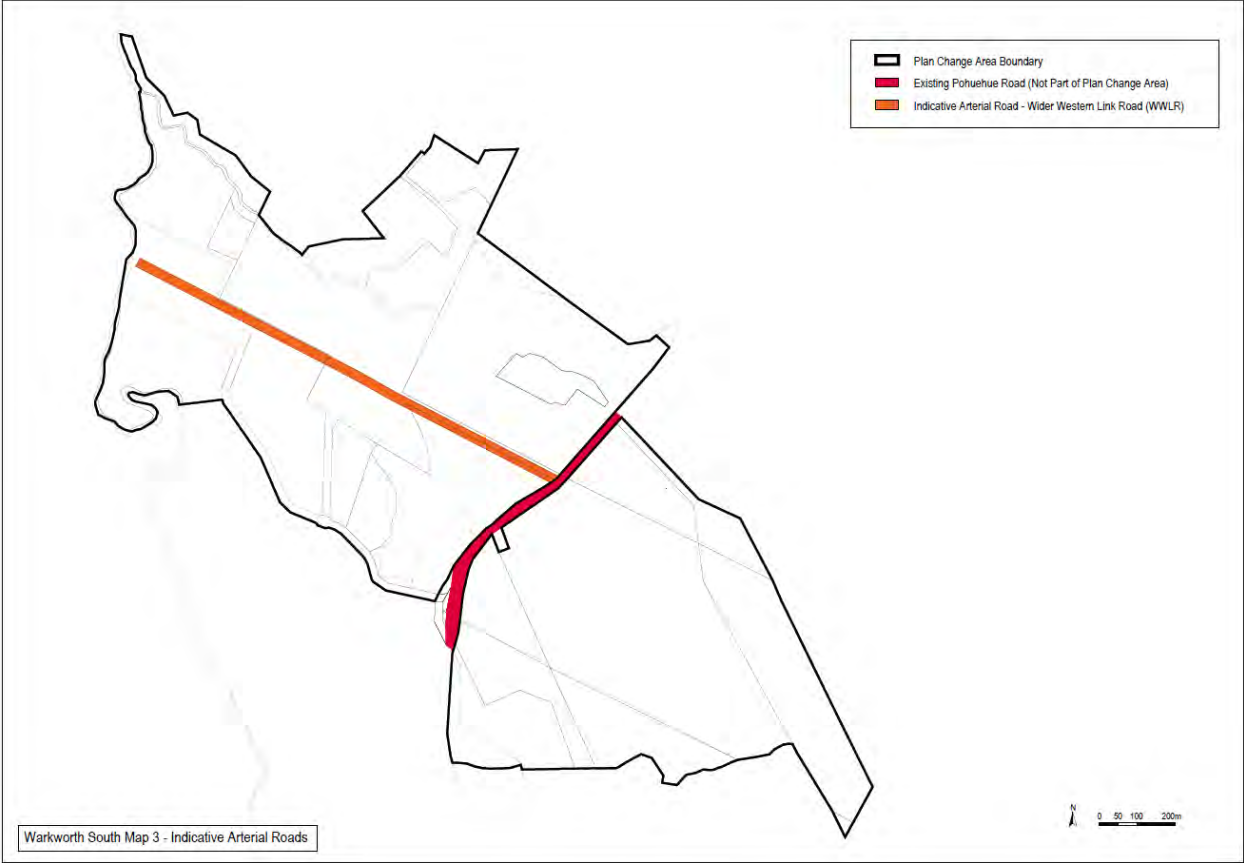 Plan Change Area Boundary
Existing Pohuehue Road (Not Part of Plan Change Area)
Indicative Arterial Road - Wider Western Link Road (WWLR)
N
0 50 100 200m
Warkworth South Map 3 - Indicative Arterial Roads